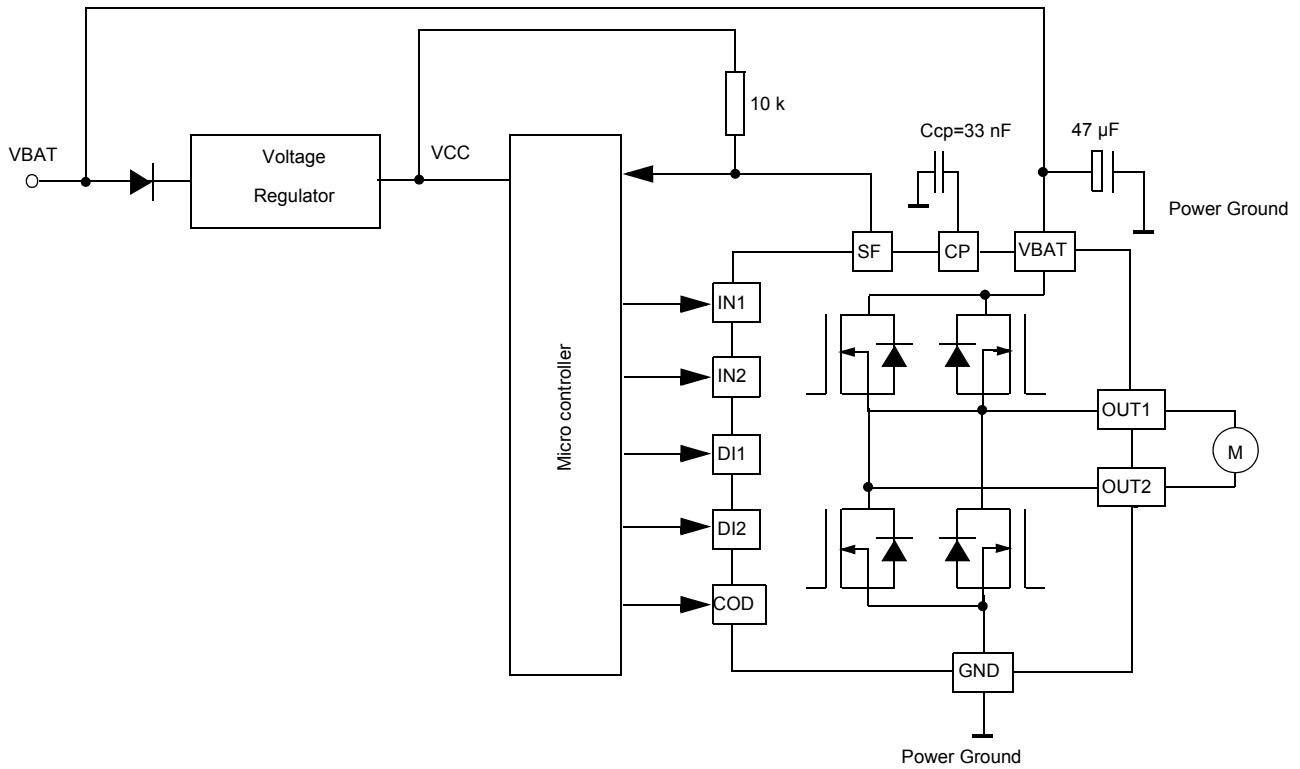 10 k
Ccp=33 nF
47 µF
VBAT
Voltage
Regulator
VCC
Power Ground
SF
CP
VBAT
IN1
IN2
DI1
DI2
COD
Micro controller
OUT1
OUT2
M
GND
Power Ground